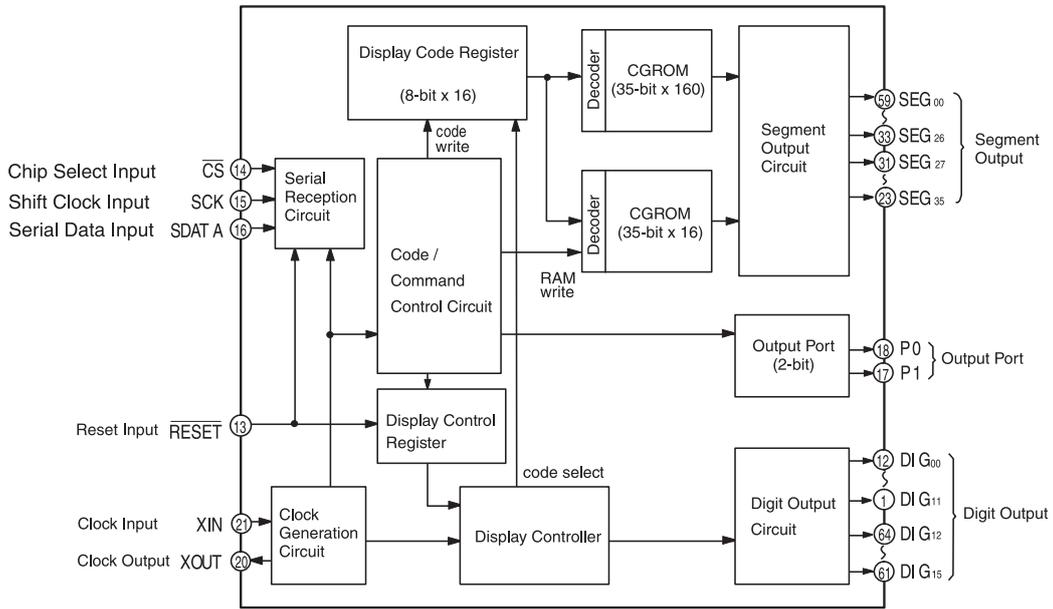 Display Code Register
(8-bit x 16)
Decoder
CGROM
(35-bit x 160)
Segment
Output
Circuit
59 SEG00
33 SEG26
31 SEG27
23 SEG35
Segment
Output
code
write
Chip Select Input CS 14
Shift Clock Input SCK 15
Serial Data Input SDAT A 16
Serial
Reception
Circuit
Code /
Command
Control Circuit
Decoder
CGROM
(35-bit x 16)
RAM
write
Output Port
(2-bit)
18 P0
17 P1
Output Port
Reset Input RESET 13
Display Control
Register
code select
Clock Input XIN 21
Clock Output XOUT 20
Clock
Generation
Circuit
Display Controller
Digit Output
Circuit
12 DIG00
1 DIG11
64 DIG12
61 DIG15
Digit Output